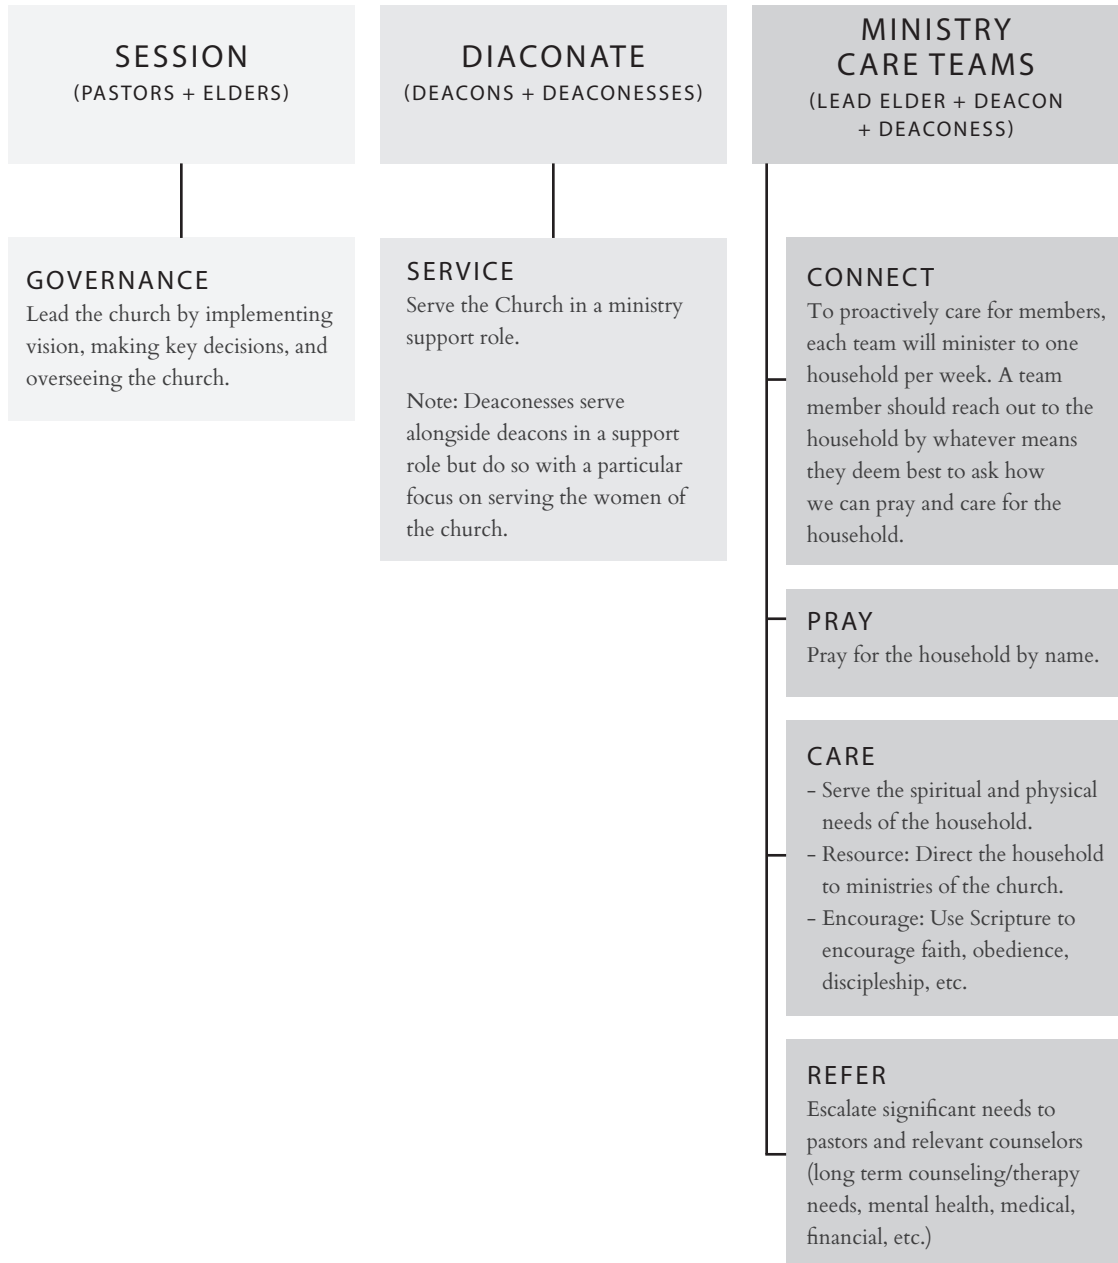 SESSION
(PASTORS + ELDERS)
GOVERNANCE
Lead the church by implementing
vision, making key decisions, and
overseeing the church.
DIACONATE
(DEACONS + DEACONESSES)
SERVICE
Serve the Church in a ministry
support role.
Note: Deaconesses serve
alongside deacons in a support
role but do so with a particular
focus on serving the women of
the church.
MINISTRY
CARE TEAMS
(LEAD ELDER + DEACON
+ DEACONESS)
CONNECT
To proactively care for members,
each team will minister to one
household per week. A team
member should reach out to the
household by whatever means
they deem best to ask how
we can pray and care for the
household.
PRAY
Pray for the household by name.
CARE
- Serve the spiritual and physical
needs of the household.
- Resource: Direct the household
to ministries of the church.
- Encourage: Use Scripture to
encourage faith, obedience,
discipleship, etc.
REFER
Escalate significant needs to
pastors and relevant counselors
(long term counseling/therapy
needs, mental health, medical,
financial, etc.)